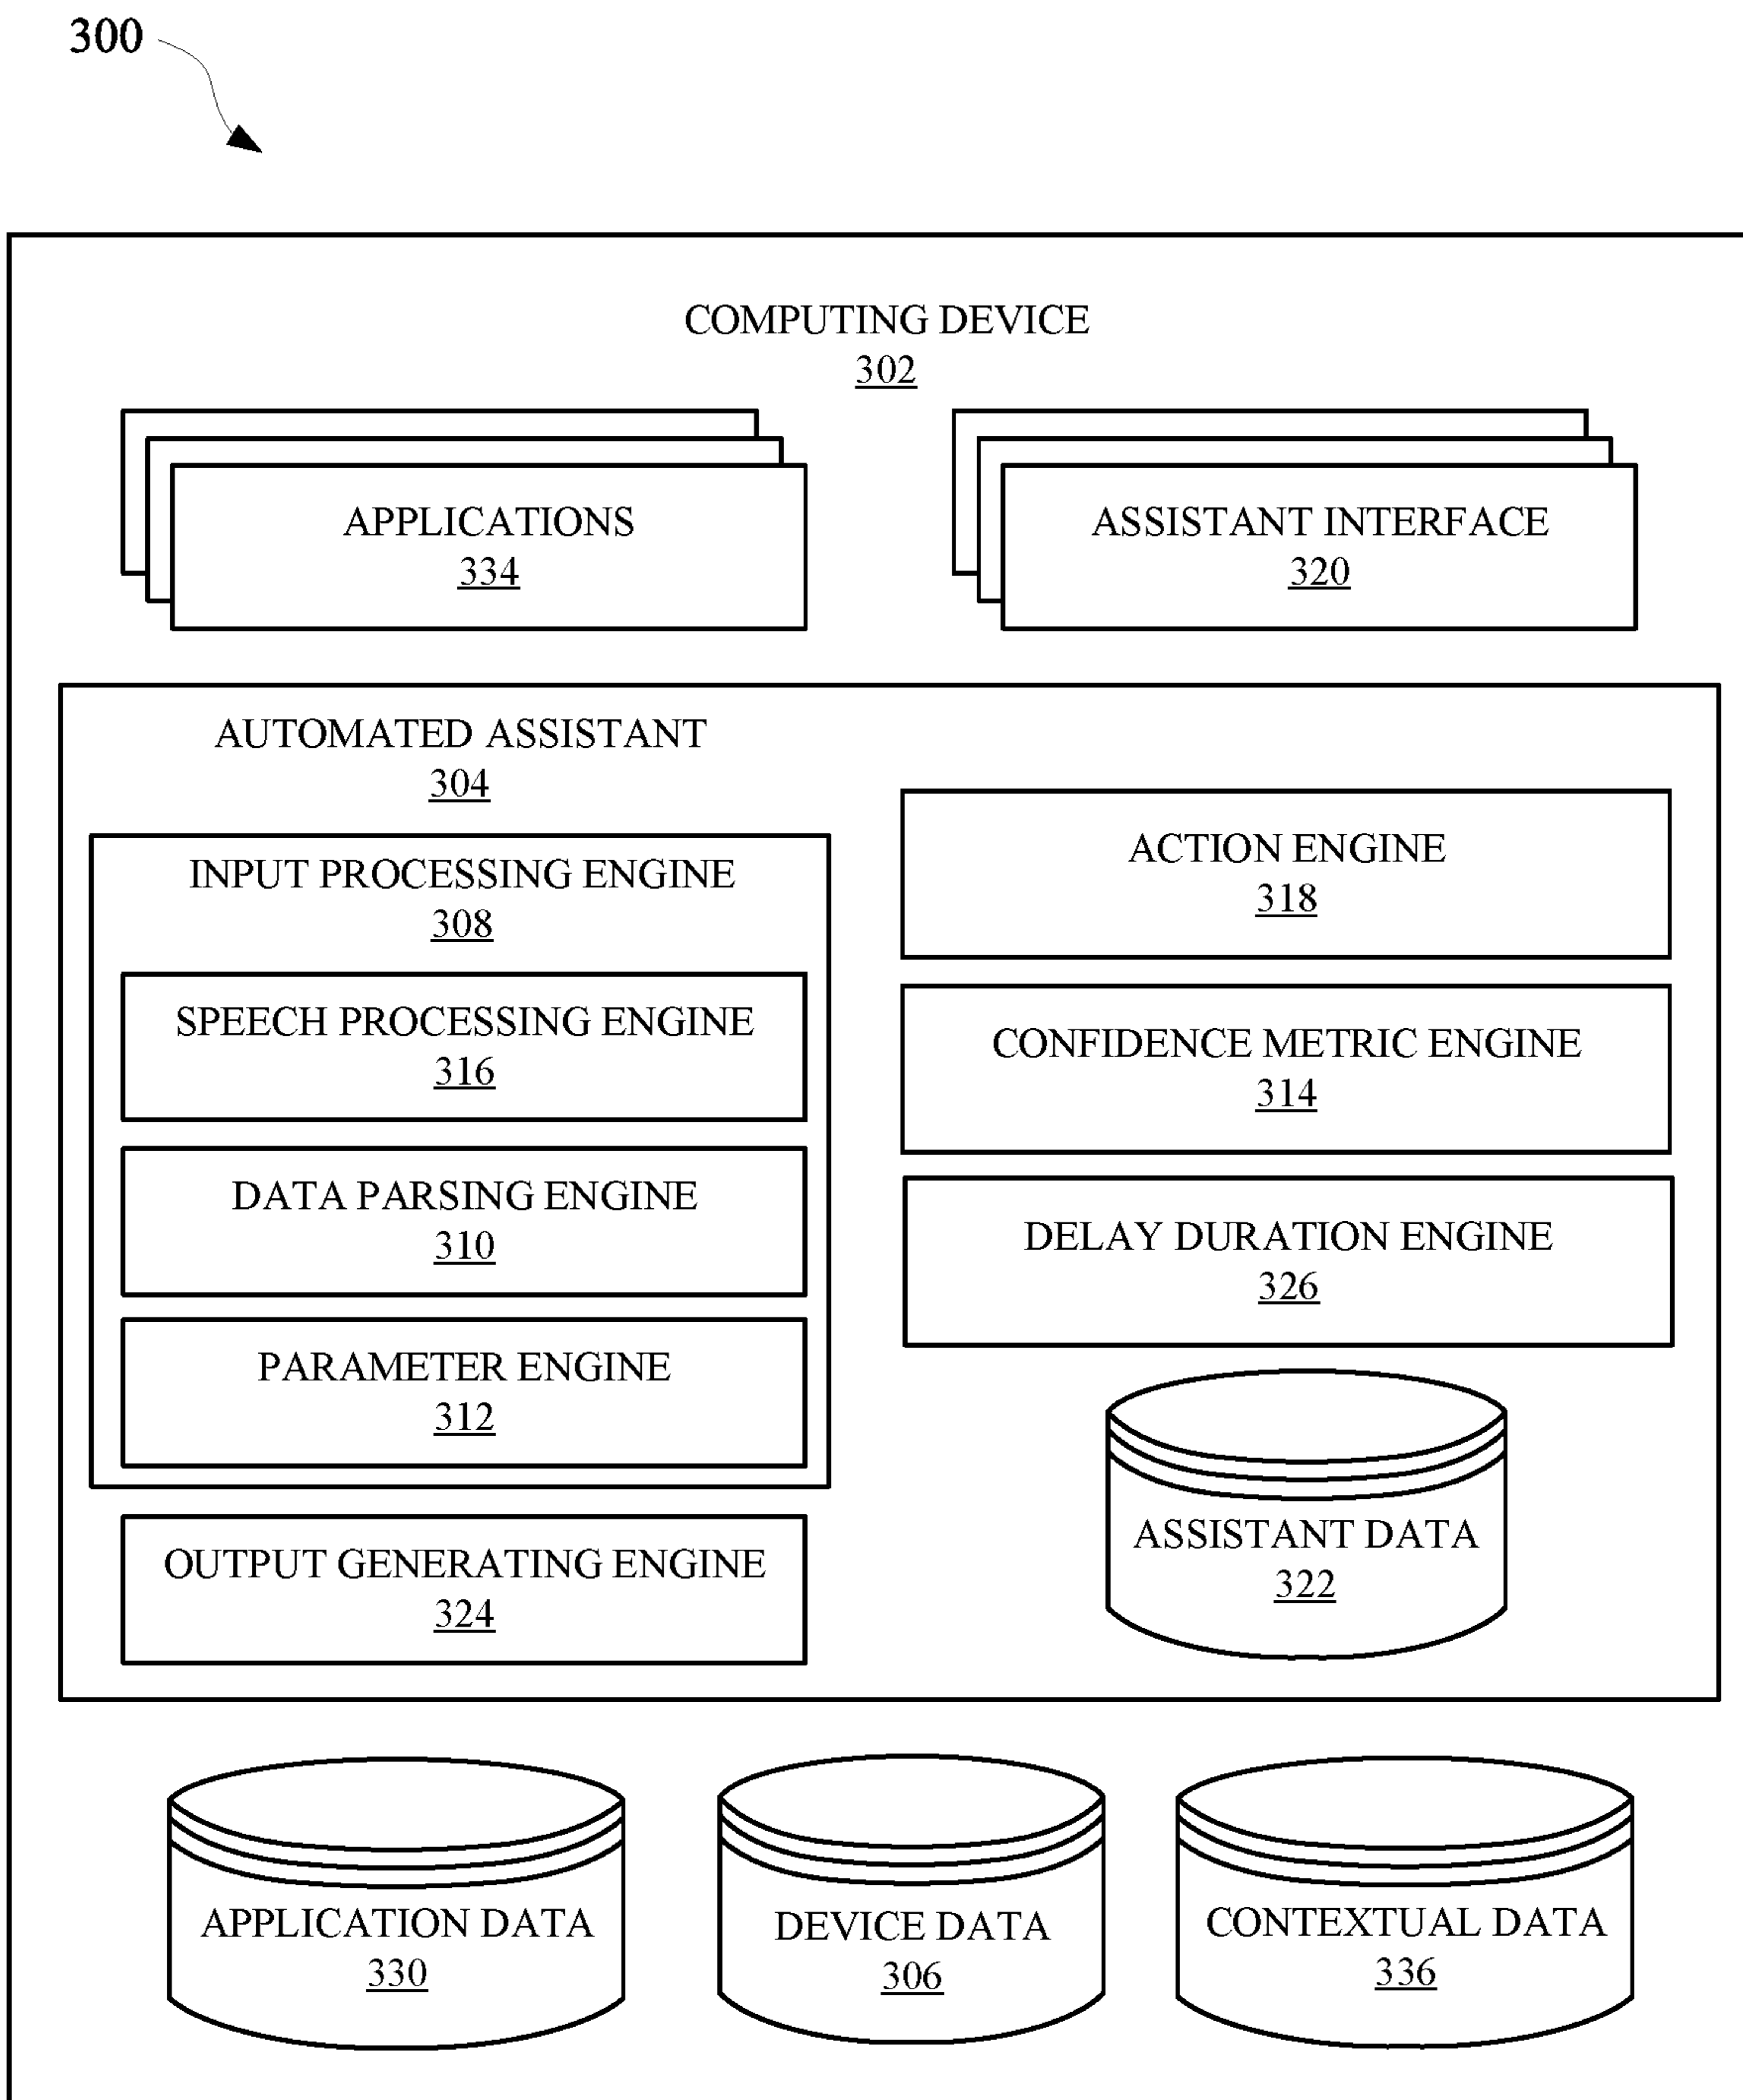 300
COMPUTING DEVICE
302
APPLICATIONS
334
ASSISTANT INTERFACE
320
AUTOMATED ASSISTANT
304
INPUT PROCESSING ENGINE
308
SPEECH PROCESSING ENGINE
316
DATA PARSING ENGINE
310
PARAMETER ENGINE
312
OUTPUT GENERATING ENGINE
324
ACTION ENGINE
318
CONFIDENCE METRIC ENGINE
314
DELAY DURATION ENGINE
326
ASSISTANT DATA
322
APPLICATION DATA
330
DEVICE DATA
306
CONTEXTUAL DATA
336